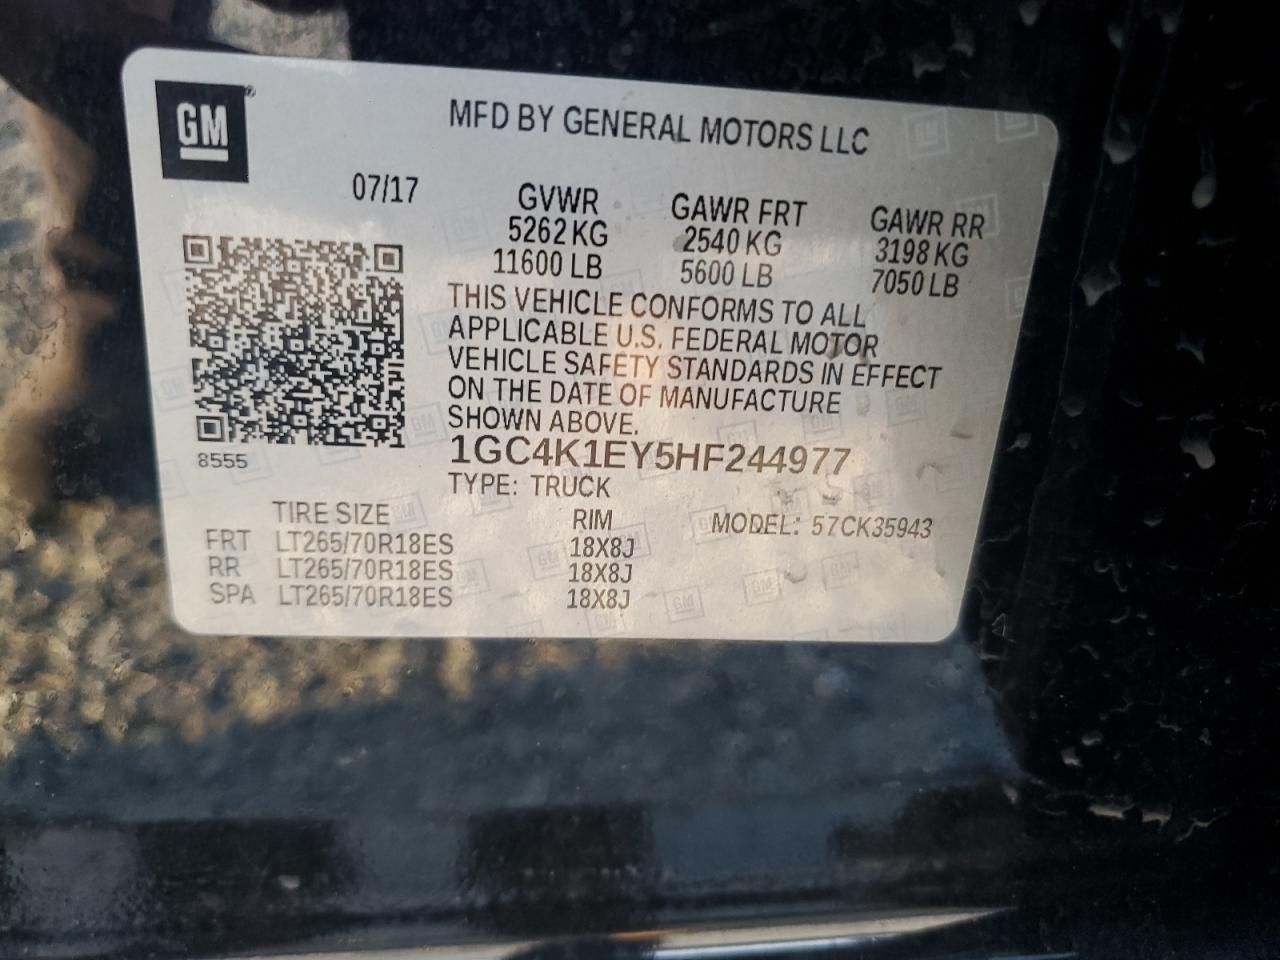 GM
MFD BY GENERAL MOTORS LLC
07/17
GVWR
5262 KG
11600 LB
GAWR FRT
2540 KG
5600 LB
GAWR RR
3198 KG
7050 LB
THIS VEHICLE CONFORMS TO ALL
APPLICABLE U.S. FEDERAL MOTOR
VEHICLE SAFETY STANDARDS IN EFFECT
ON THE DATE OF MANUFACTURE
SHOWN ABOVE.
8555
1GC4K1EY5HF244977
TYPE: TRUCK
MODEL: 57CK35943
TIRE SIZE RIM
FRT LT265/70R18ES 18X8J
RR LT265/70R18ES 18X8J
SPA LT265/70R18ES 18X8J